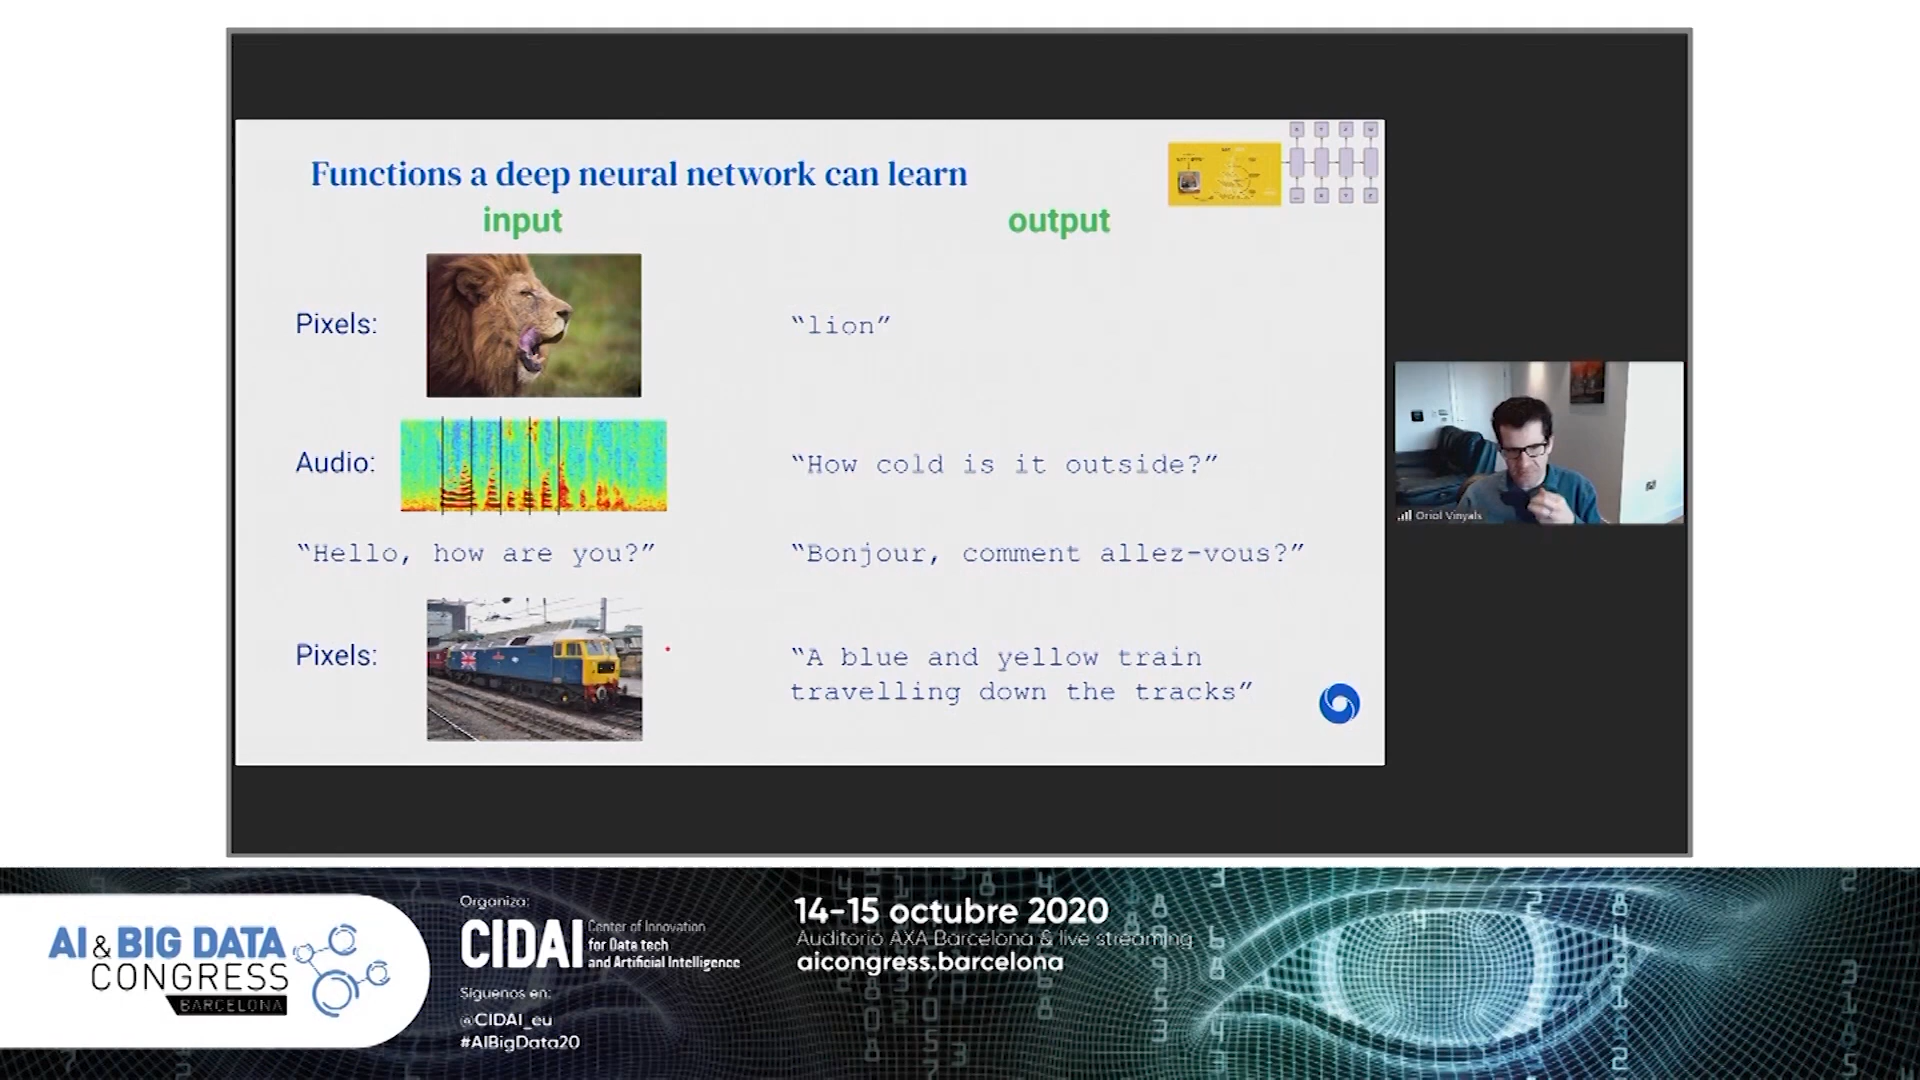 Functions a deep neural network can learn
input
output
Pixels:
“lion”
Audio:
“How cold is it outside?”
“Hello, how are you?”
“Bonjour, comment allez-vous?”
Pixels:
“A blue and yellow train
travelling down the tracks”
Oriol Vinyals
AI & BIG DATA
CONGRESS
BARCELONA
Organiza:
CIDAI
Center of Innovation
for Data tech
and Artificial Intelligence
Síguenos en:
@CIDAI_eu
#AIBigData20
14-15 octubre 2020
Auditorio AXA Barcelona & live streaming
aicongress.barcelona